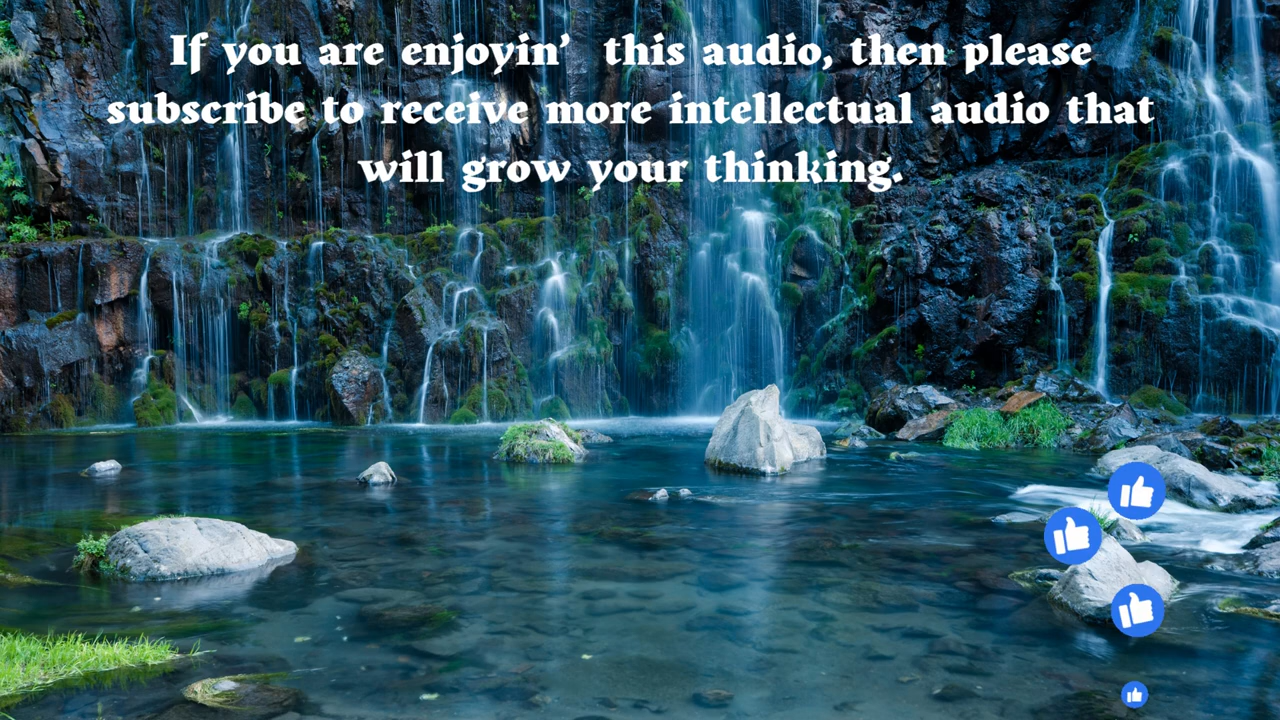 If you are enjoyin’  this audio, then please
subscribe to receive more intellectual audio that
will grow your thinking.